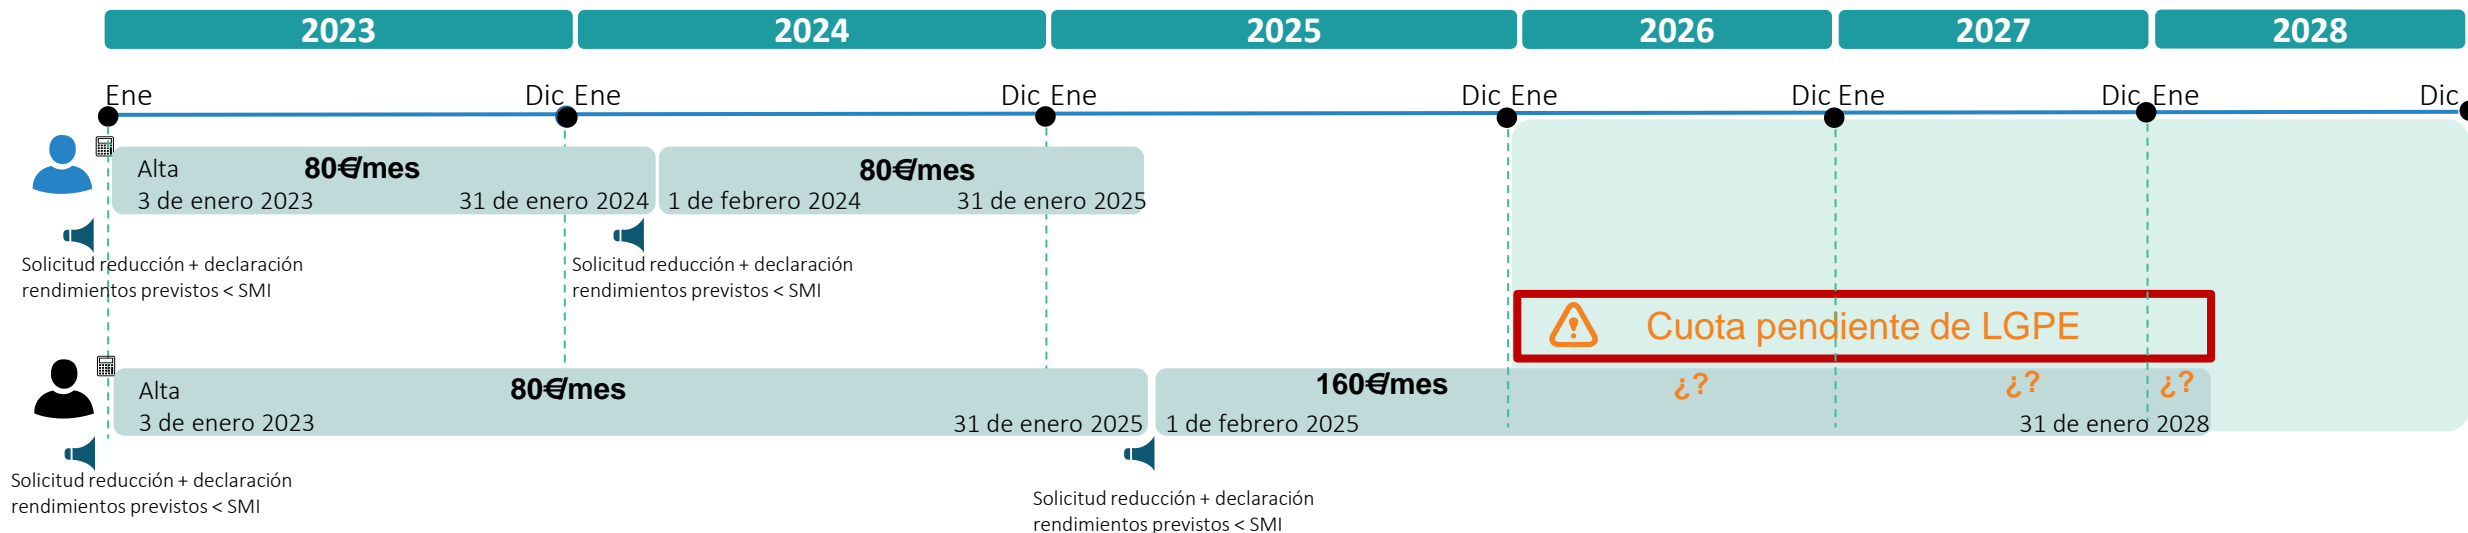 2023
2024
2025
2026
2027
2028
Ene
Dic Ene
Dic Ene
Dic Ene
Dic Ene
Dic Ene
Dic
Alta
80€/mes
3 de enero 2023
31 de enero 2024
80€/mes
1 de febrero 2024
31 de enero 2025
Solicitud reducción + declaración
rendimientos previstos < SMI
Solicitud reducción + declaración
rendimientos previstos < SMI
Cuota pendiente de LGPE
Alta
80€/mes
3 de enero 2023
31 de enero 2025
160€/mes
¿?
¿?
¿?
1 de febrero 2025
31 de enero 2028
Solicitud reducción + declaración
rendimientos previstos < SMI
Solicitud reducción + declaración
rendimientos previstos < SMI